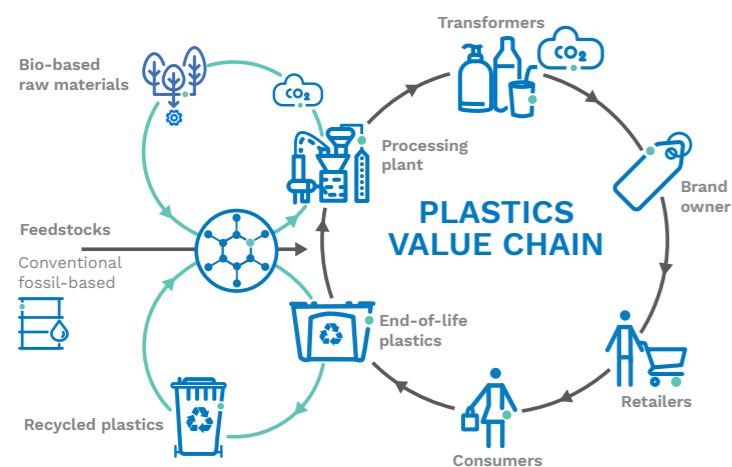 Transformers
CO2
Bio-based
raw materials
CO2
Processing
plant
Brand
owner
PLASTICS
VALUE CHAIN
Feedstocks
Conventional
fossil-based
End-of-life
plastics
Retailers
Recycled plastics
Consumers